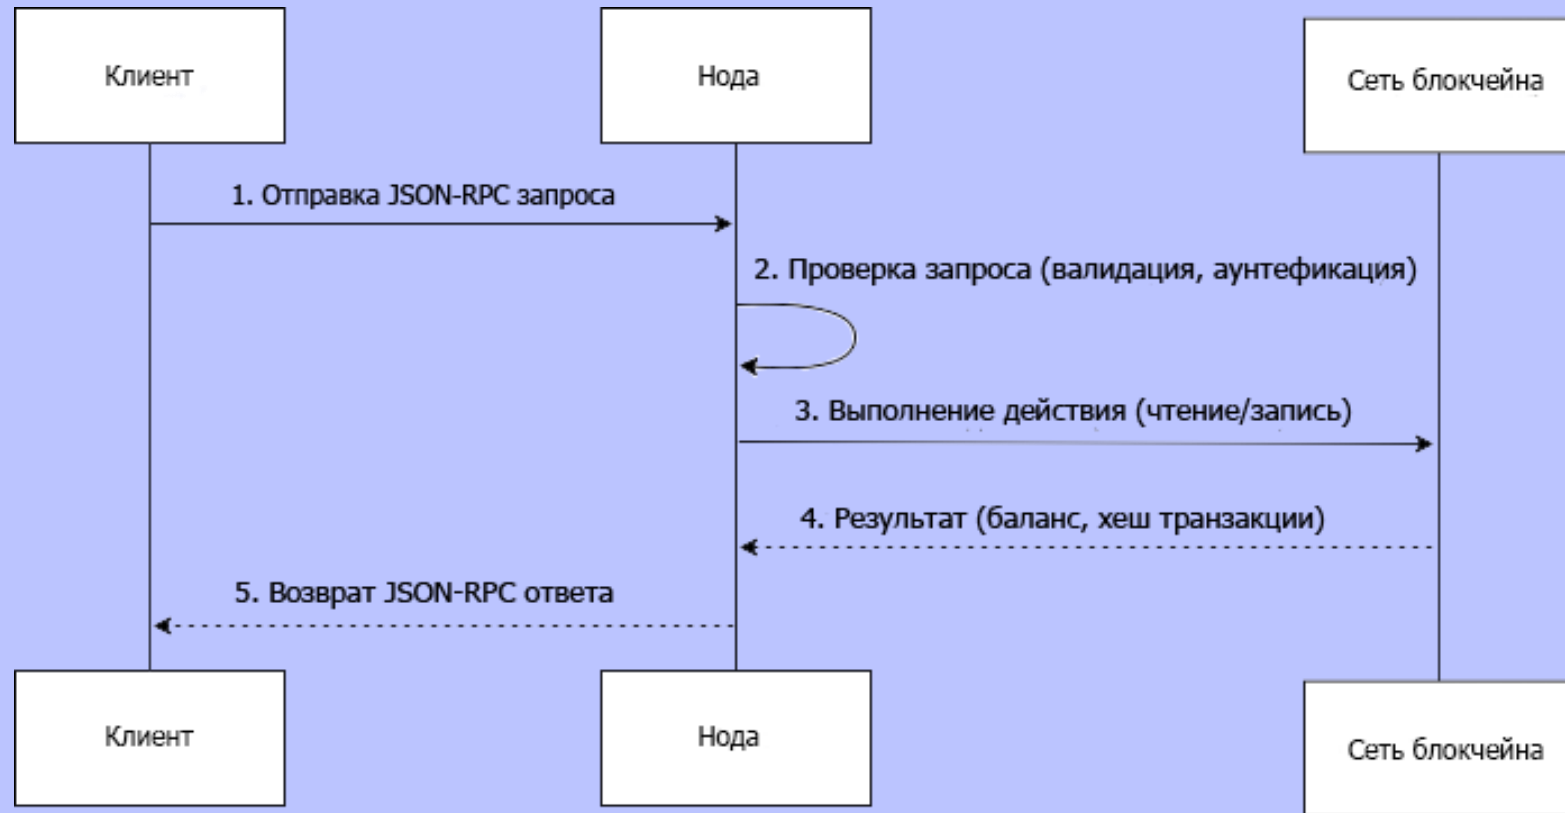 Клиент
Нода
Сеть блокчейна
1. Отправка JSON-RPC запроса
2. Проверка запроса (валидация, аунтефикация)
3. Выполнение действия (чтение/запись)
4. Результат (баланс, хеш транзакции)
5. Возврат JSON-RPC ответа
Клиент
Нода
Сеть блокчейна